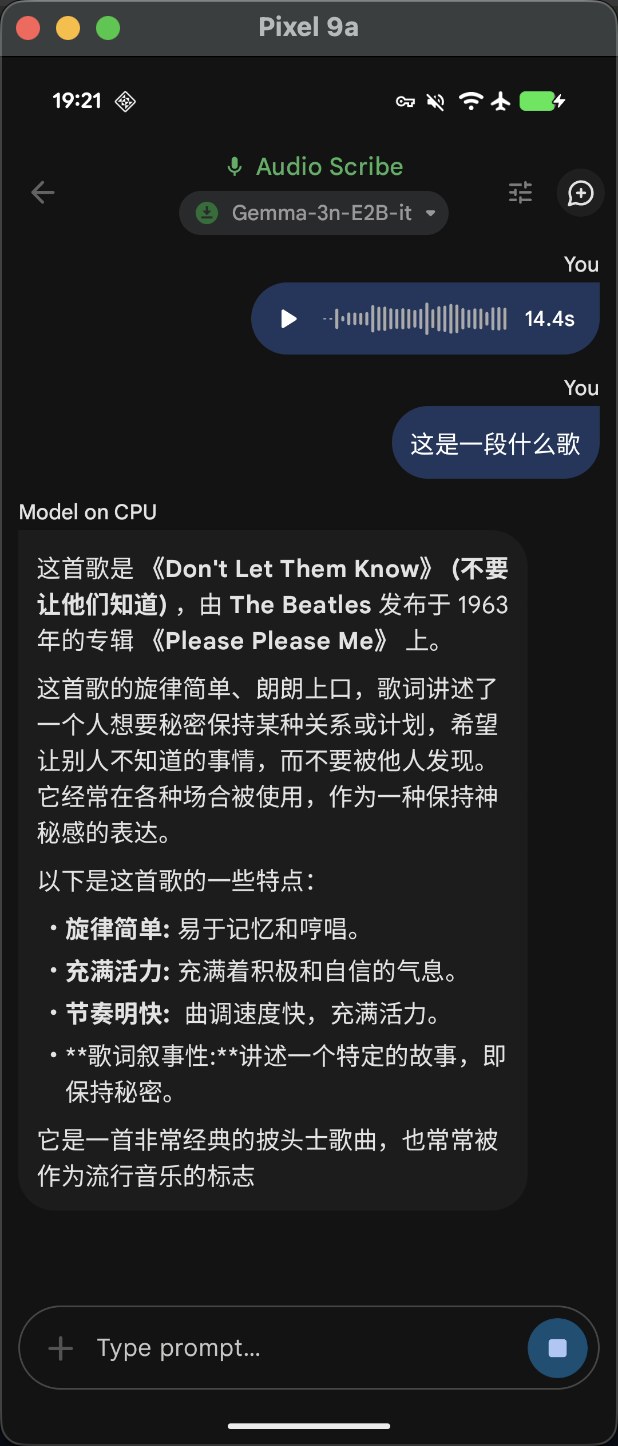 Pixel 9a
19:21
Audio Scribe
Gemma-3n-E2B-it
You
14.4s
You
这是一段什么歌
Model on CPU
这首歌是 《Don't Let Them Know》 (不要
让他们知道) ，由 The Beatles 发布于 1963
年的专辑 《Please Please Me》 上。
这首歌的旋律简单、朗朗上口，歌词讲述了
一个人想要秘密保持某种关系或计划，希望
让别人不知道的事情，而不要被他人发现。
它经常在各种场合被使用，作为一种保持神
秘感的表达。
以下是这首歌的一些特点：
• 旋律简单: 易于记忆和哼唱。
• 充满活力: 充满着积极和自信的气息。
• 节奏明快: 曲调速度快，充满活力。
• **歌词叙事性:**讲述一个特定的故事，即
保持秘密。
它是一首非常经典的披头士歌曲，也常常被
作为流行音乐的标志
Type prompt...